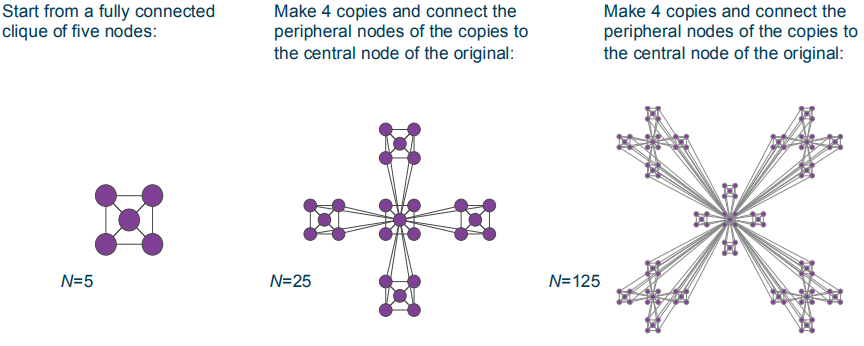 Start from a fully connected
clique of five nodes:
Make 4 copies and connect the
peripheral nodes of the copies to
the central node of the original:
Make 4 copies and connect the
peripheral nodes of the copies to
the central node of the original:
N=5
N=25
N=125